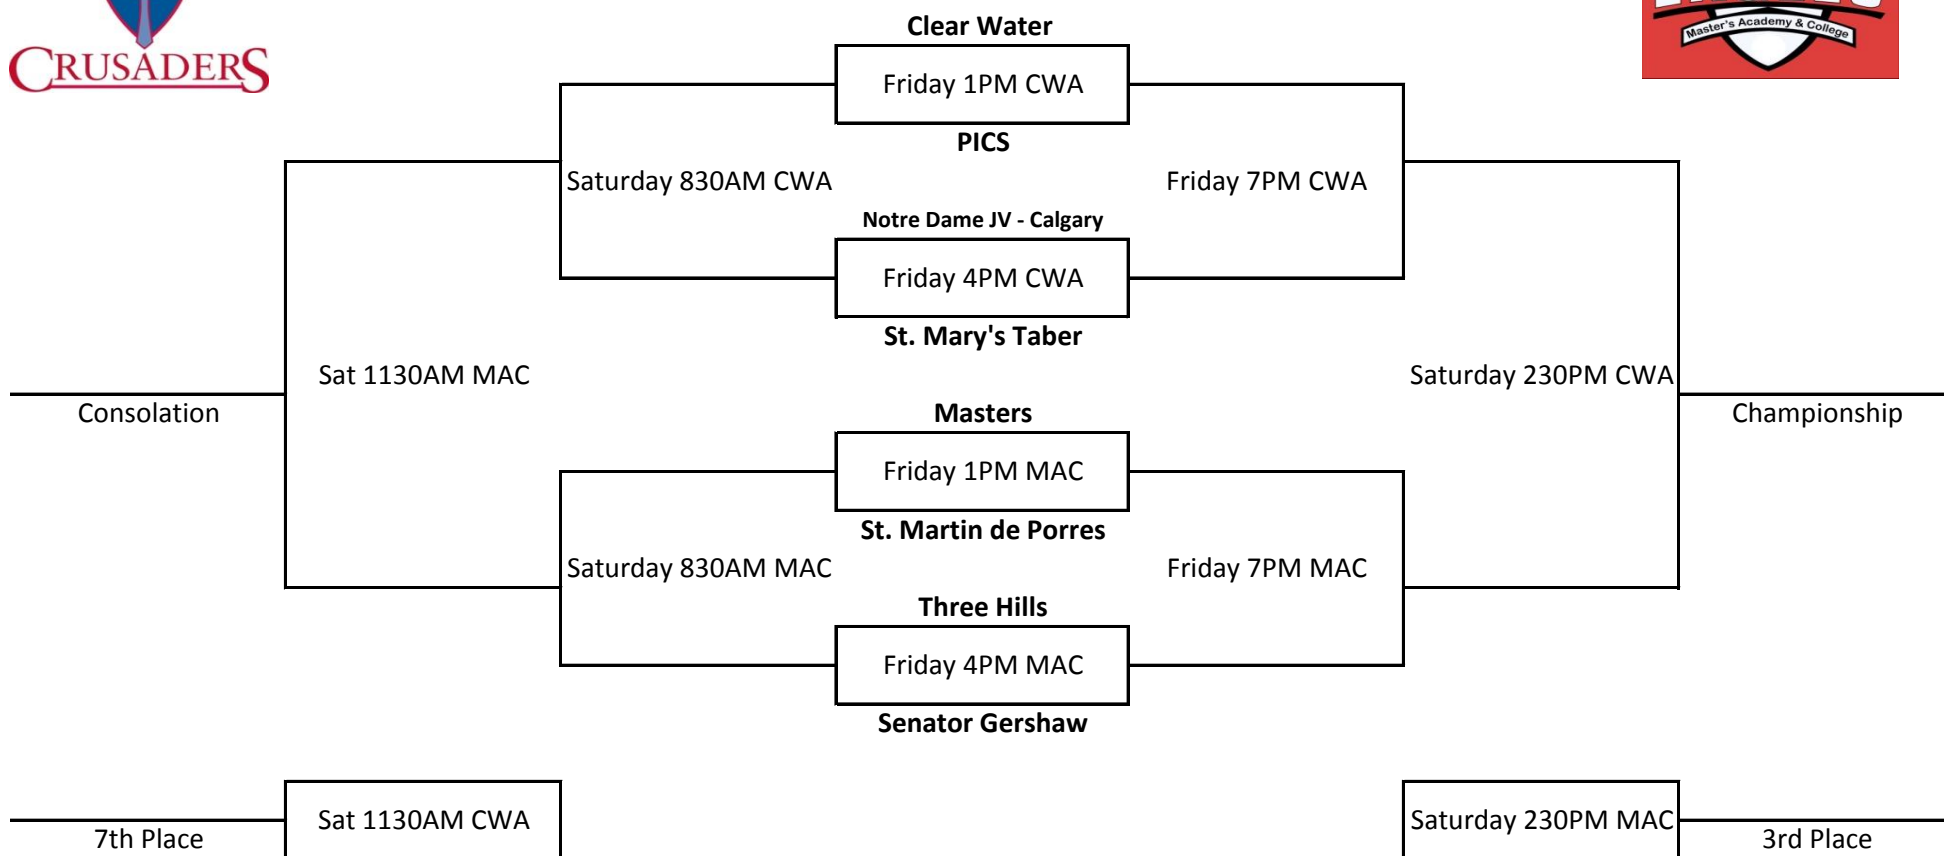 CRUSADERS
Master's Academy & College
Clear Water
Friday 1PM CWA
PICS
Saturday 830AM CWA
Friday 7PM CWA
Notre Dame JV - Calgary
Friday 4PM CWA
St. Mary's Taber
Sat 1130AM MAC
Saturday 230PM CWA
Consolation
Masters
Championship
Friday 1PM MAC
St. Martin de Porres
Saturday 830AM MAC
Friday 7PM MAC
Three Hills
Friday 4PM MAC
Senator Gershaw
Sat 1130AM CWA
Saturday 230PM MAC
7th Place
3rd Place